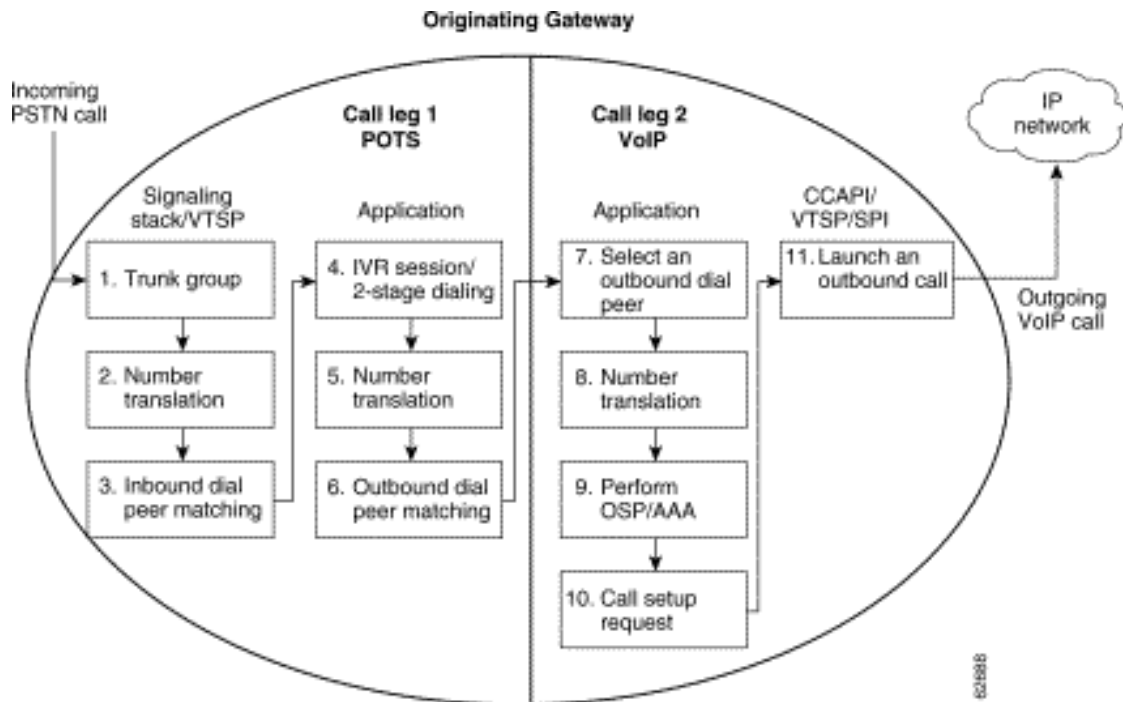 Originating Gateway
Incoming
PSTN call
Call leg 1
POTS
Call leg 2
VoIP
IP
network
Signaling
stack/VTSP
Application
Application
CCAPI/
VTSP/SPI
1. Trunk group
2. Number
translation
3. Inbound dial
peer matching
4. IVR session/
2-stage dialing
5. Number
translation
6. Outbound dial
peer matching
7. Select an
outbound dial
peer
8. Number
translation
9. Perform
OSP/AAA
10. Call setup
request
11. Launch an
outbound call
Outgoing
VoIP call
62688